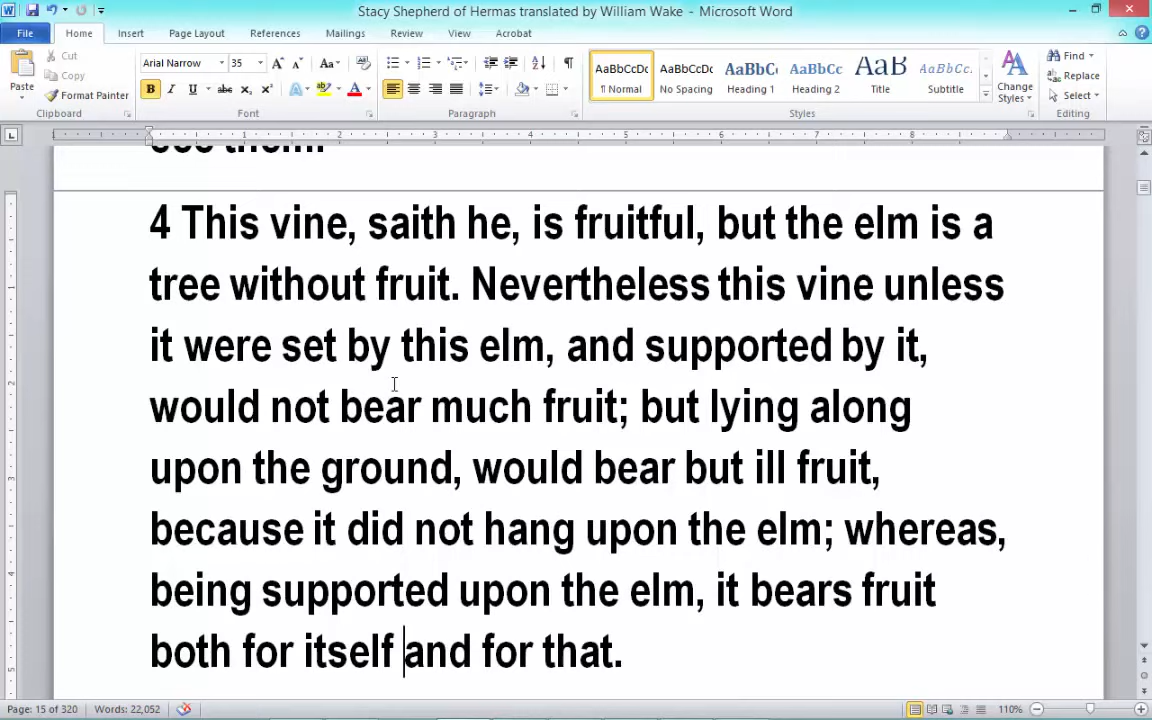 Stacy Shepherd of Hermas translated by William Wake - Microsoft Word
File Home Insert Page Layout References Mailings Review View Acrobat
Paste
Cut
Copy
Format Painter
Clipboard
Arial Narrow 35
Font
Paragraph
AaBbCcDc
¶ Normal
AaBbCcDc
No Spacing
AaBbC
Heading 1
AaBbCc
Heading 2
AaB
Title
AaBbCc.
Subtitle
Change
Styles
Styles
Find
Replace
Select
Editing
see them.
4 This vine, saith he, is fruitful, but the elm is a
tree without fruit. Nevertheless this vine unless
it were set by this elm, and supported by it,
would not bear much fruit; but lying along
upon the ground, would bear but ill fruit,
because it did not hang upon the elm; whereas,
being supported upon the elm, it bears fruit
both for itself and for that.
Page: 15 of 320 Words: 22,052 110%